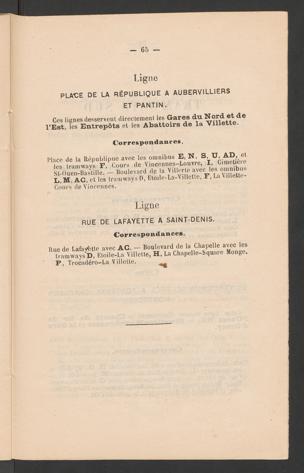 — 65 —
Ligne
PLACE DE LA RÉPUBLIQUE A AUBERVILLIERS
ET PANTIN.
Ces lignes desservent directement les Gares du Nord et de
l'Est, les Entrepôts et les Abattoirs de la Villette.
Correspondances.
Place de la République avec les omnibus E, N, S, U, AD, et
les tramways F, Cours de Vincennes-Louvre, I, Cimetière
St-Ouen-Bastille. — Boulevard de la Villette avec les omnibus
L, M, AC, et les tramways D, Etoile-La-Villette, F, La Villette-
Cours de Vincennes.
Ligne
RUE DE LAFAYETTE A SAINT-DENIS.
Correspondances.
Rue de Lafayette avec AC. — Boulevard de la Chapelle avec les
tramways D, Etoile-La Villette, H, La Chapelle-Square Monge,
P, Trocadéro-La Villette.